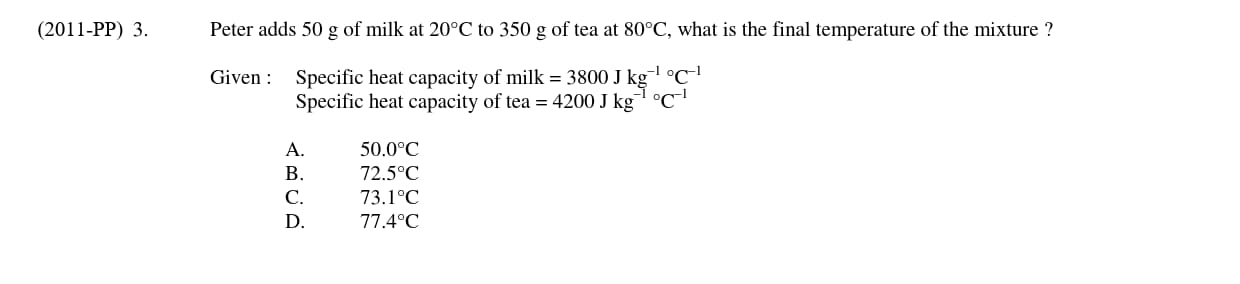 (2011-PP) 3. Peter adds 50 g of milk at 20°C to 350 g of tea at 80°C, what is the final temperature of the mixture ?
Given : Specific heat capacity of milk = 3800 J kg⁻¹ °C⁻¹
Specific heat capacity of tea = 4200 J kg⁻¹ °C⁻¹
A. 50.0°C
B. 72.5°C
C. 73.1°C
D. 77.4°C